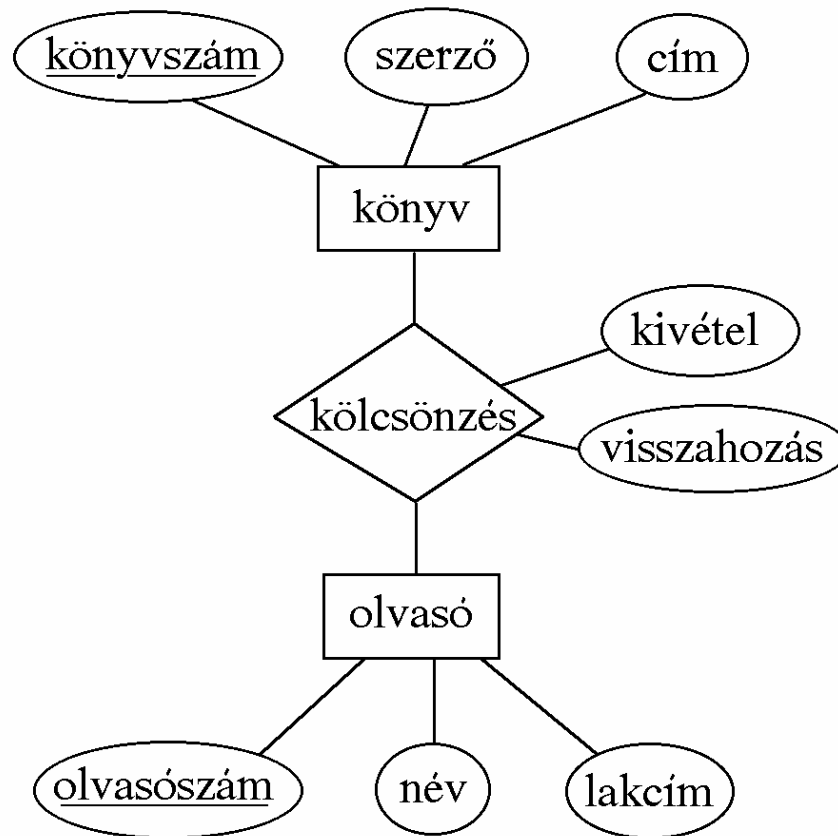 könyvszám
szerző
cím
könyv
kivétel
kölcsönzés
visszahozás
olvasó
olvasószám
név
lakcím